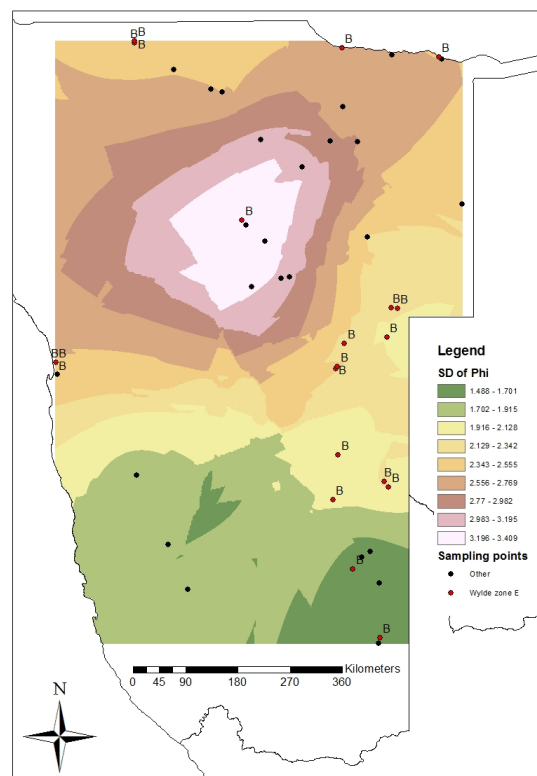 BB
B
B
B
B
BB
B
B
BB
B
B
B
B
B
B
B
B
Legend
SD of Phi
1.488 - 1.701
1.702 - 1.915
1.916 - 2.128
2.129 - 2.342
2.343 - 2.555
2.556 - 2.769
2.77 - 2.982
2.983 - 3.195
3.196 - 3.409
Sampling points
Other
Wylde zone E
Kilometers
0 45 90 180 270 360
N